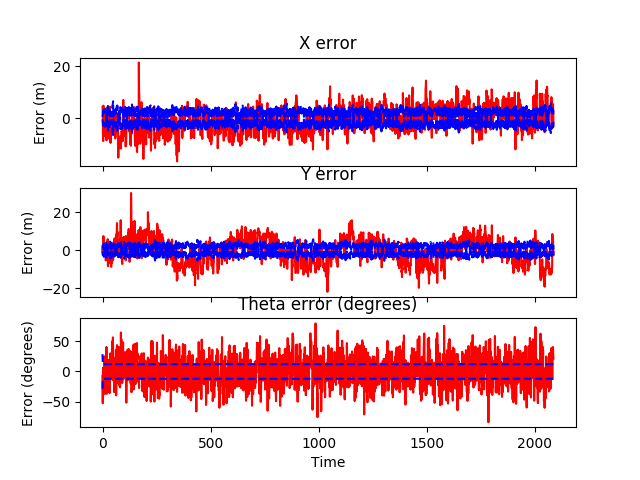 X error
20
0
Error (m)
Y error
20
0
−20
Error (m)
Theta error (degrees)
50
0
−50
Error (degrees)
0 500 1000 1500 2000
Time